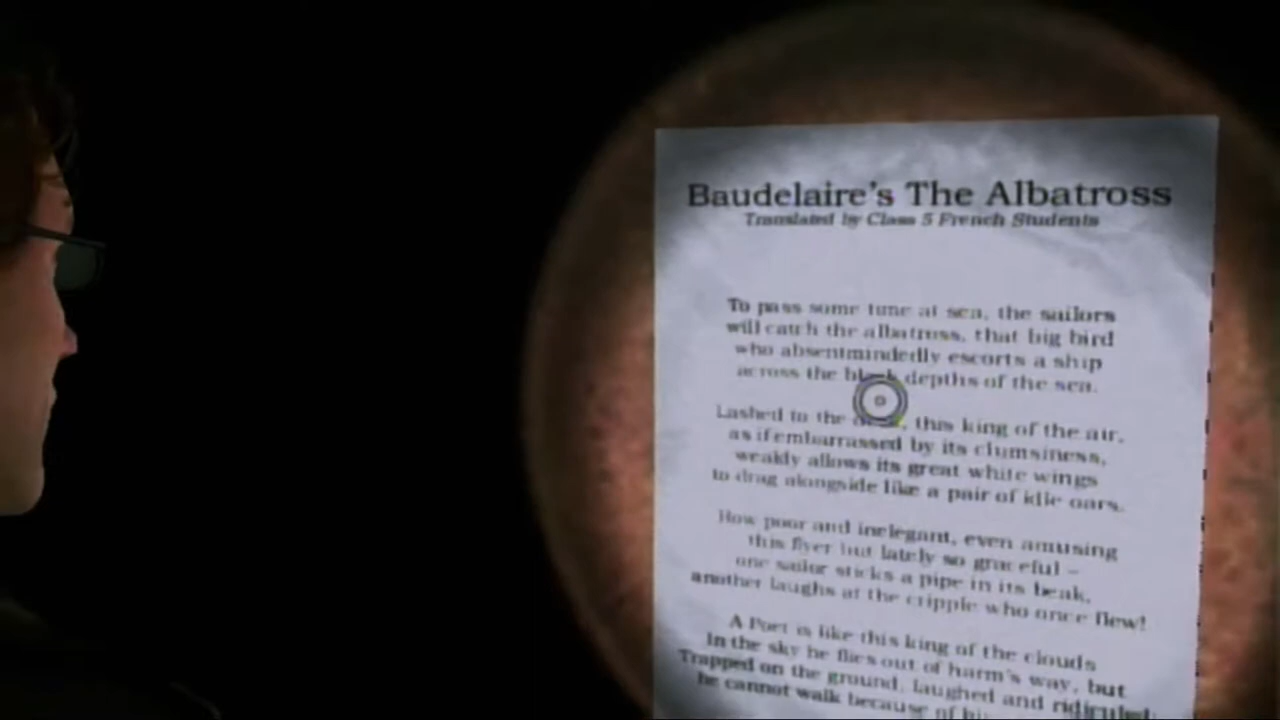 Baudelaire's The Albatross
Translated by Class 5 French Students
To pass some time at sea, the sailors
will catch the albatross, that big bird
who absentmindedly escorts a ship
across the black depths of the sea.
Lashed to the , this king of the air,
as if embarrassed by its clumsiness,
weakly allows its great white wings
to drag alongside like a pair of idle oars.
How poor and inelegant, even amusing
this flyer but lately so graceful –
one sailor sticks a pipe in its beak,
another laughs at the cripple who once flew!
A Poet is like this king of the clouds
In the sky he flies out of harm's way, but
Trapped on the ground, laughed and ridiculed;
he cannot walk because of